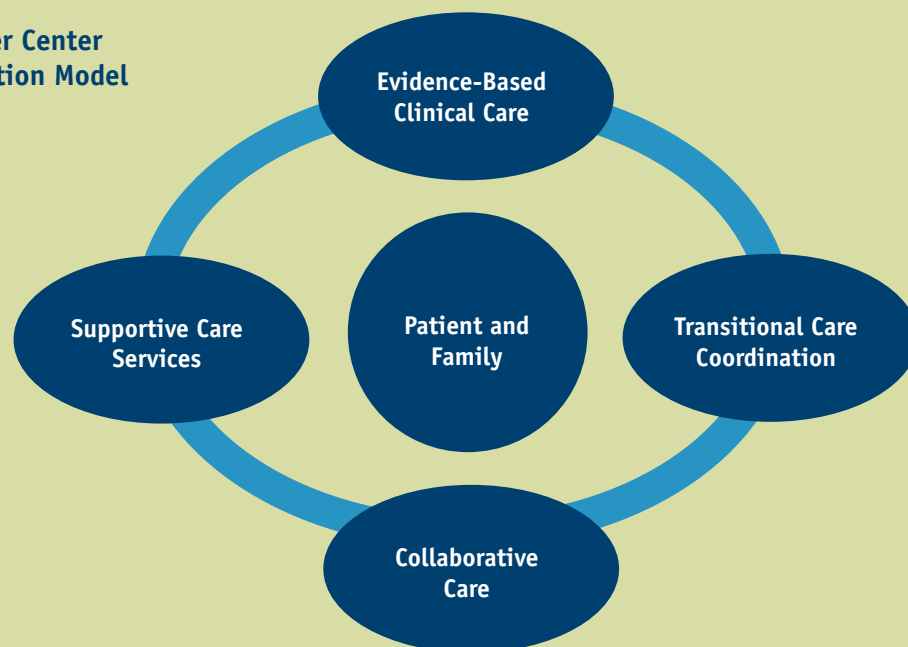 er Center
tion Model
Evidence-Based
Clinical Care
Supportive Care
Services
Patient and
Family
Transitional Care
Coordination
Collaborative
Care